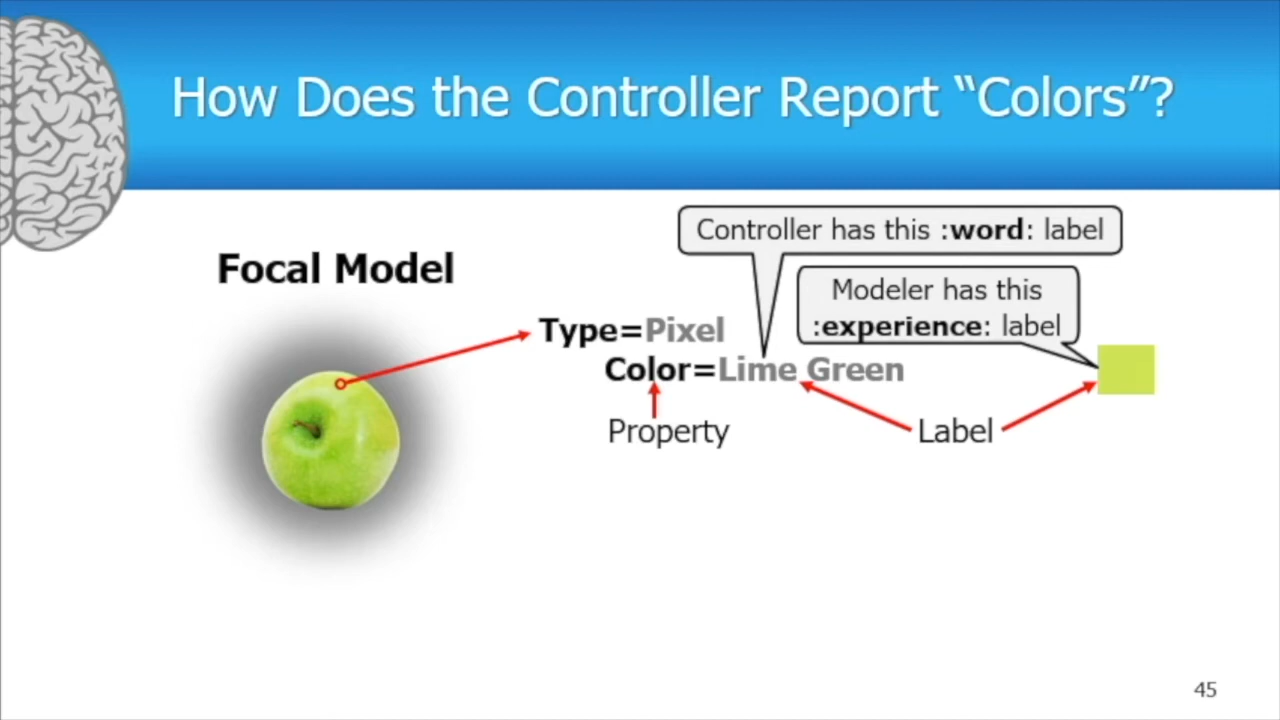 How Does the Controller Report “Colors”?
Controller has this :word: label
Focal Model
Modeler has this
:experience: label
Type=Pixel
Color=Lime Green
Property
Label
45